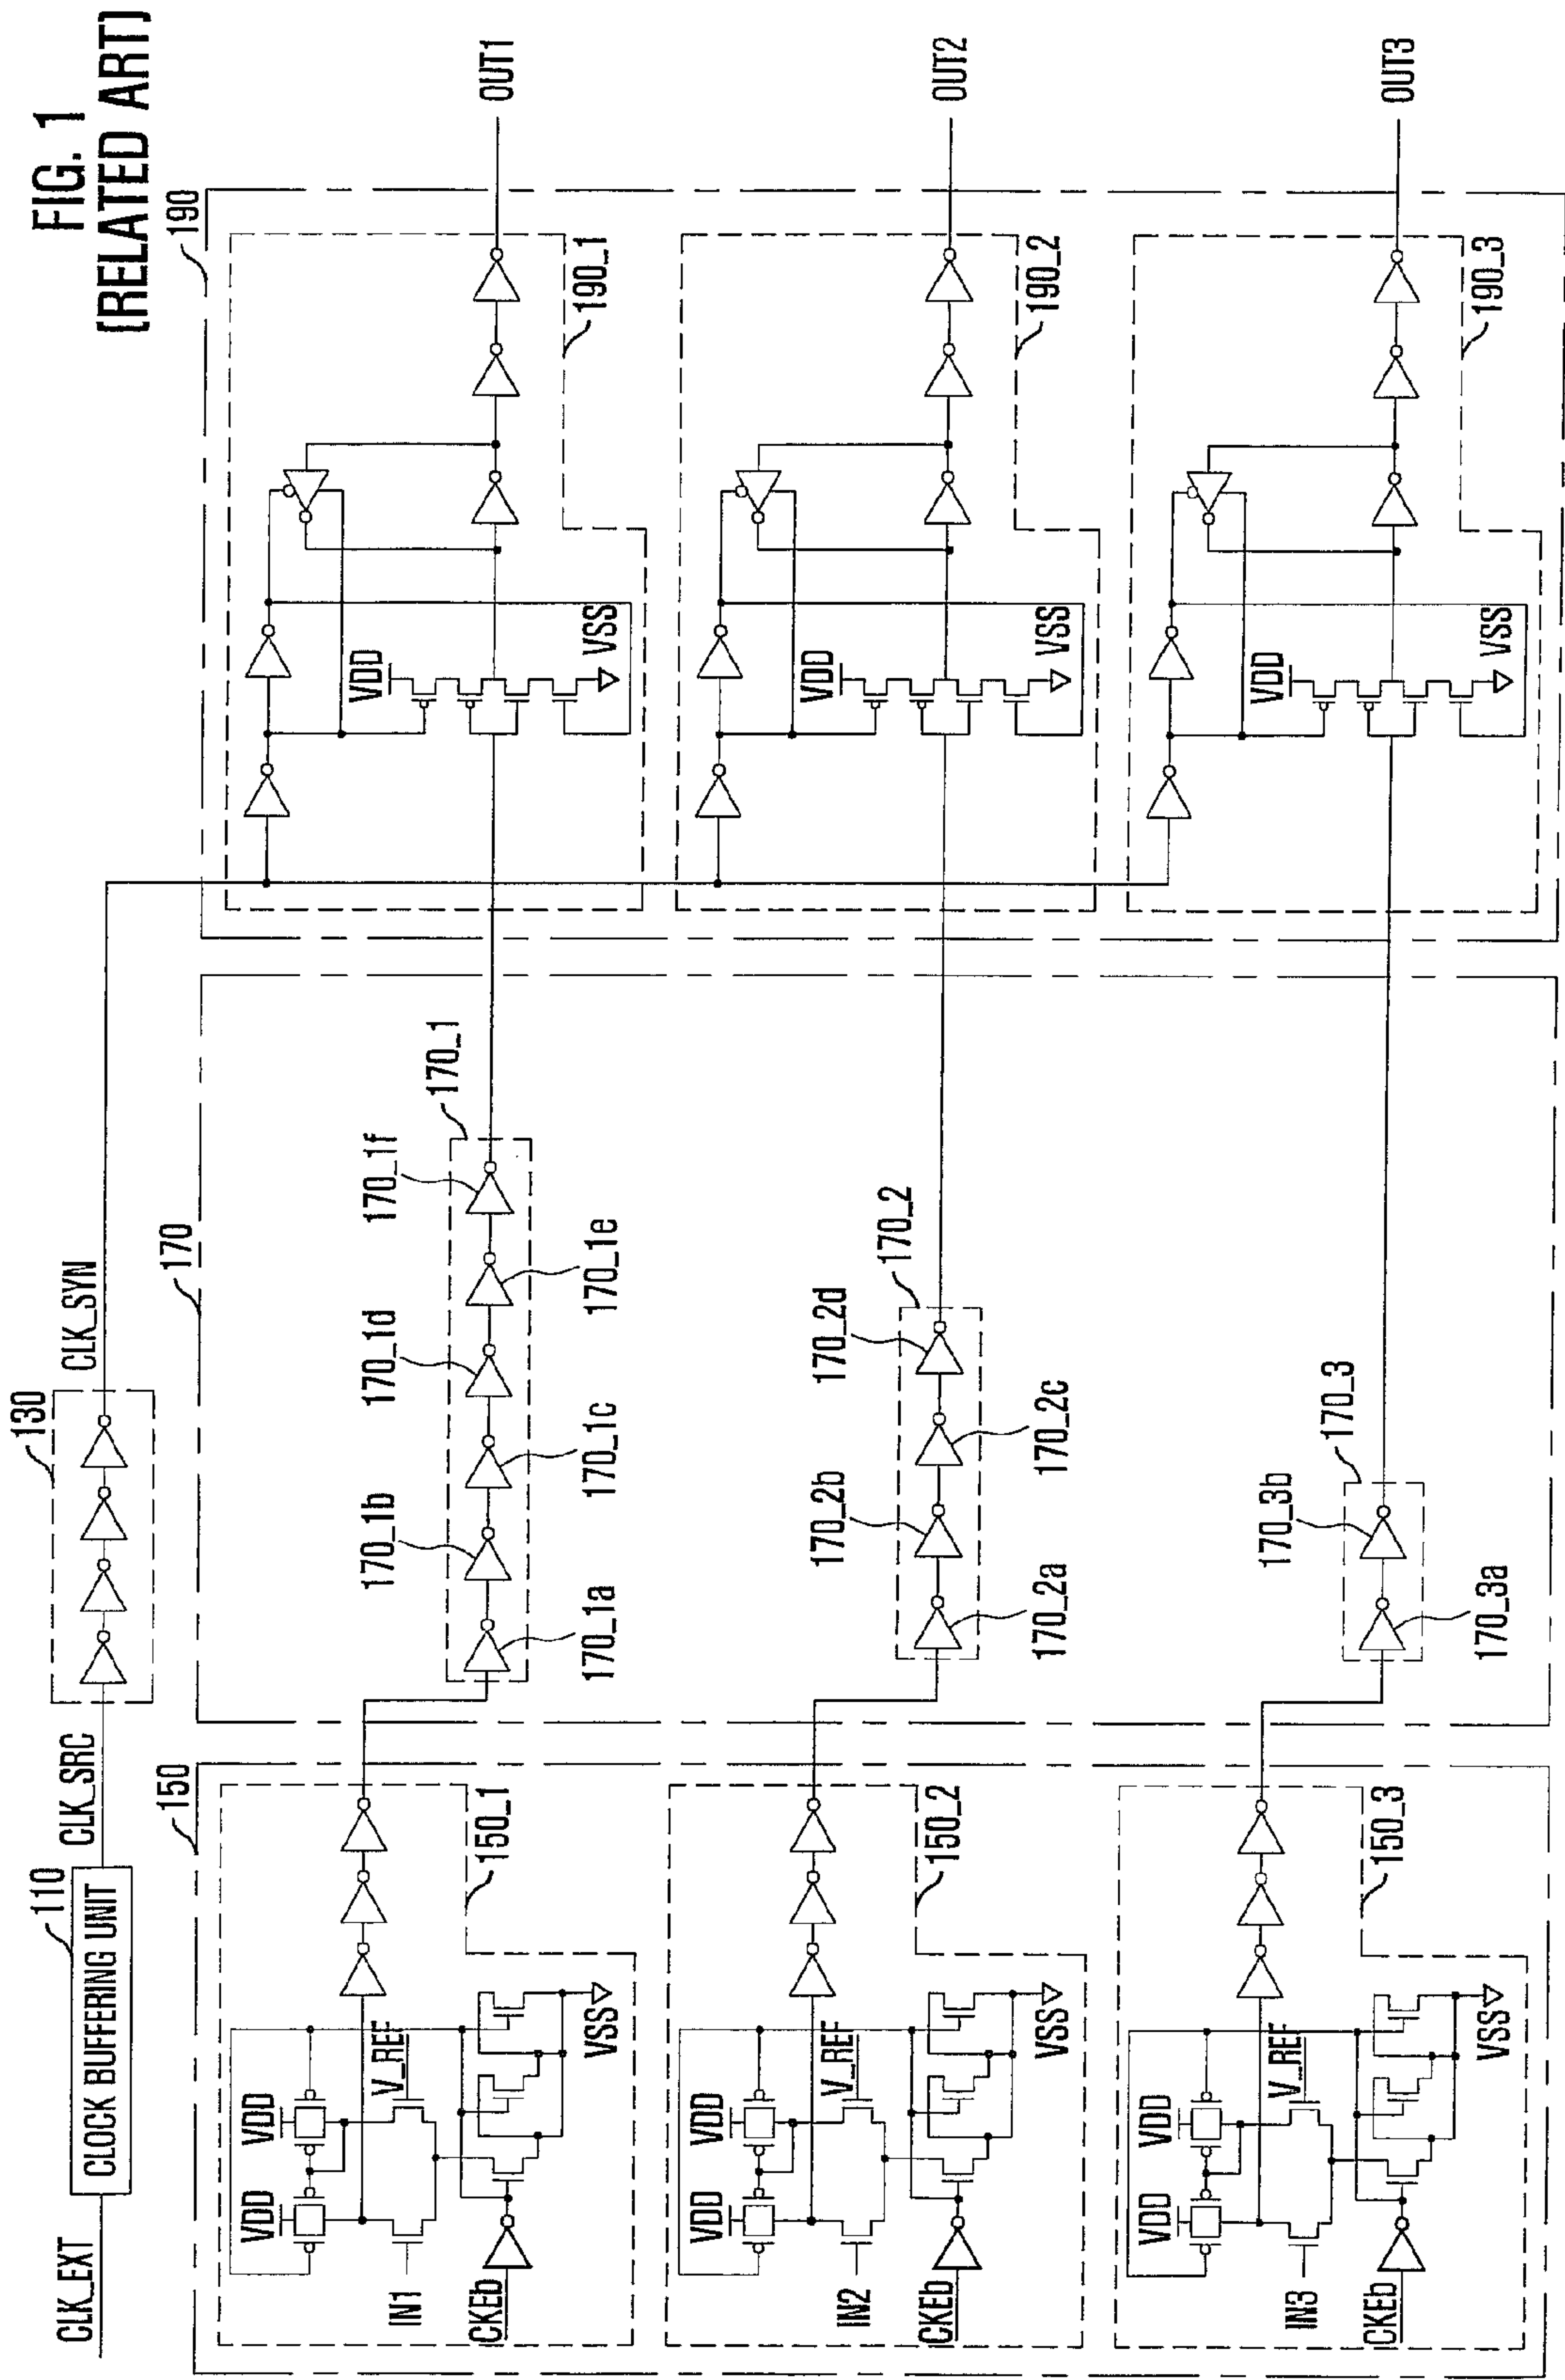 FIG. 1
(RELATED ART)
CLK_EXT
110
CLOCK BUFFERING UNIT
CLK_SRC
130
CLK_SYN
150
170
190
VDD
VDD
V_REF
IN1
CKEb
VSS
150_1
170_1a
170_1b
170_1c
170_1d
170_1e
170_1f
170_1
VDD
VSS
190_1
OUT1
VDD
VDD
V_REF
IN2
CKEb
VSS
150_2
170_2a
170_2b
170_2c
170_2d
170_2
VDD
VSS
190_2
OUT2
VDD
VDD
V_REF
IN3
CKEb
VSS
150_3
170_3a
170_3b
170_3
VDD
VSS
190_3
OUT3